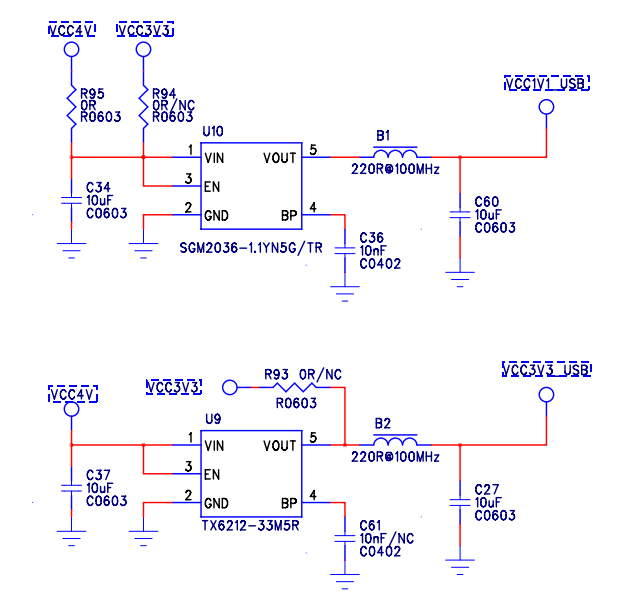 VCC4V
VCC3V3
R95
0R
R0603
R94
0R/NC
R0603
VCC1V1_USB
U10
1 VIN
VOUT 5
3 EN
2 GND
BP 4
SGM2036-1.1YN5G/TR
B1
220R@100MHz
C34
10uF
C0603
C36
10nF
C0402
C60
10uF
C0603
VCC4V
VCC3V3
R93 0R/NC
R0603
VCC3V3_USB
U9
1 VIN
VOUT 5
3 EN
2 GND
BP 4
TX6212-33M5R
B2
220R@100MHz
C37
10uF
C0603
C61
10nF/NC
C0402
C27
10uF
C0603